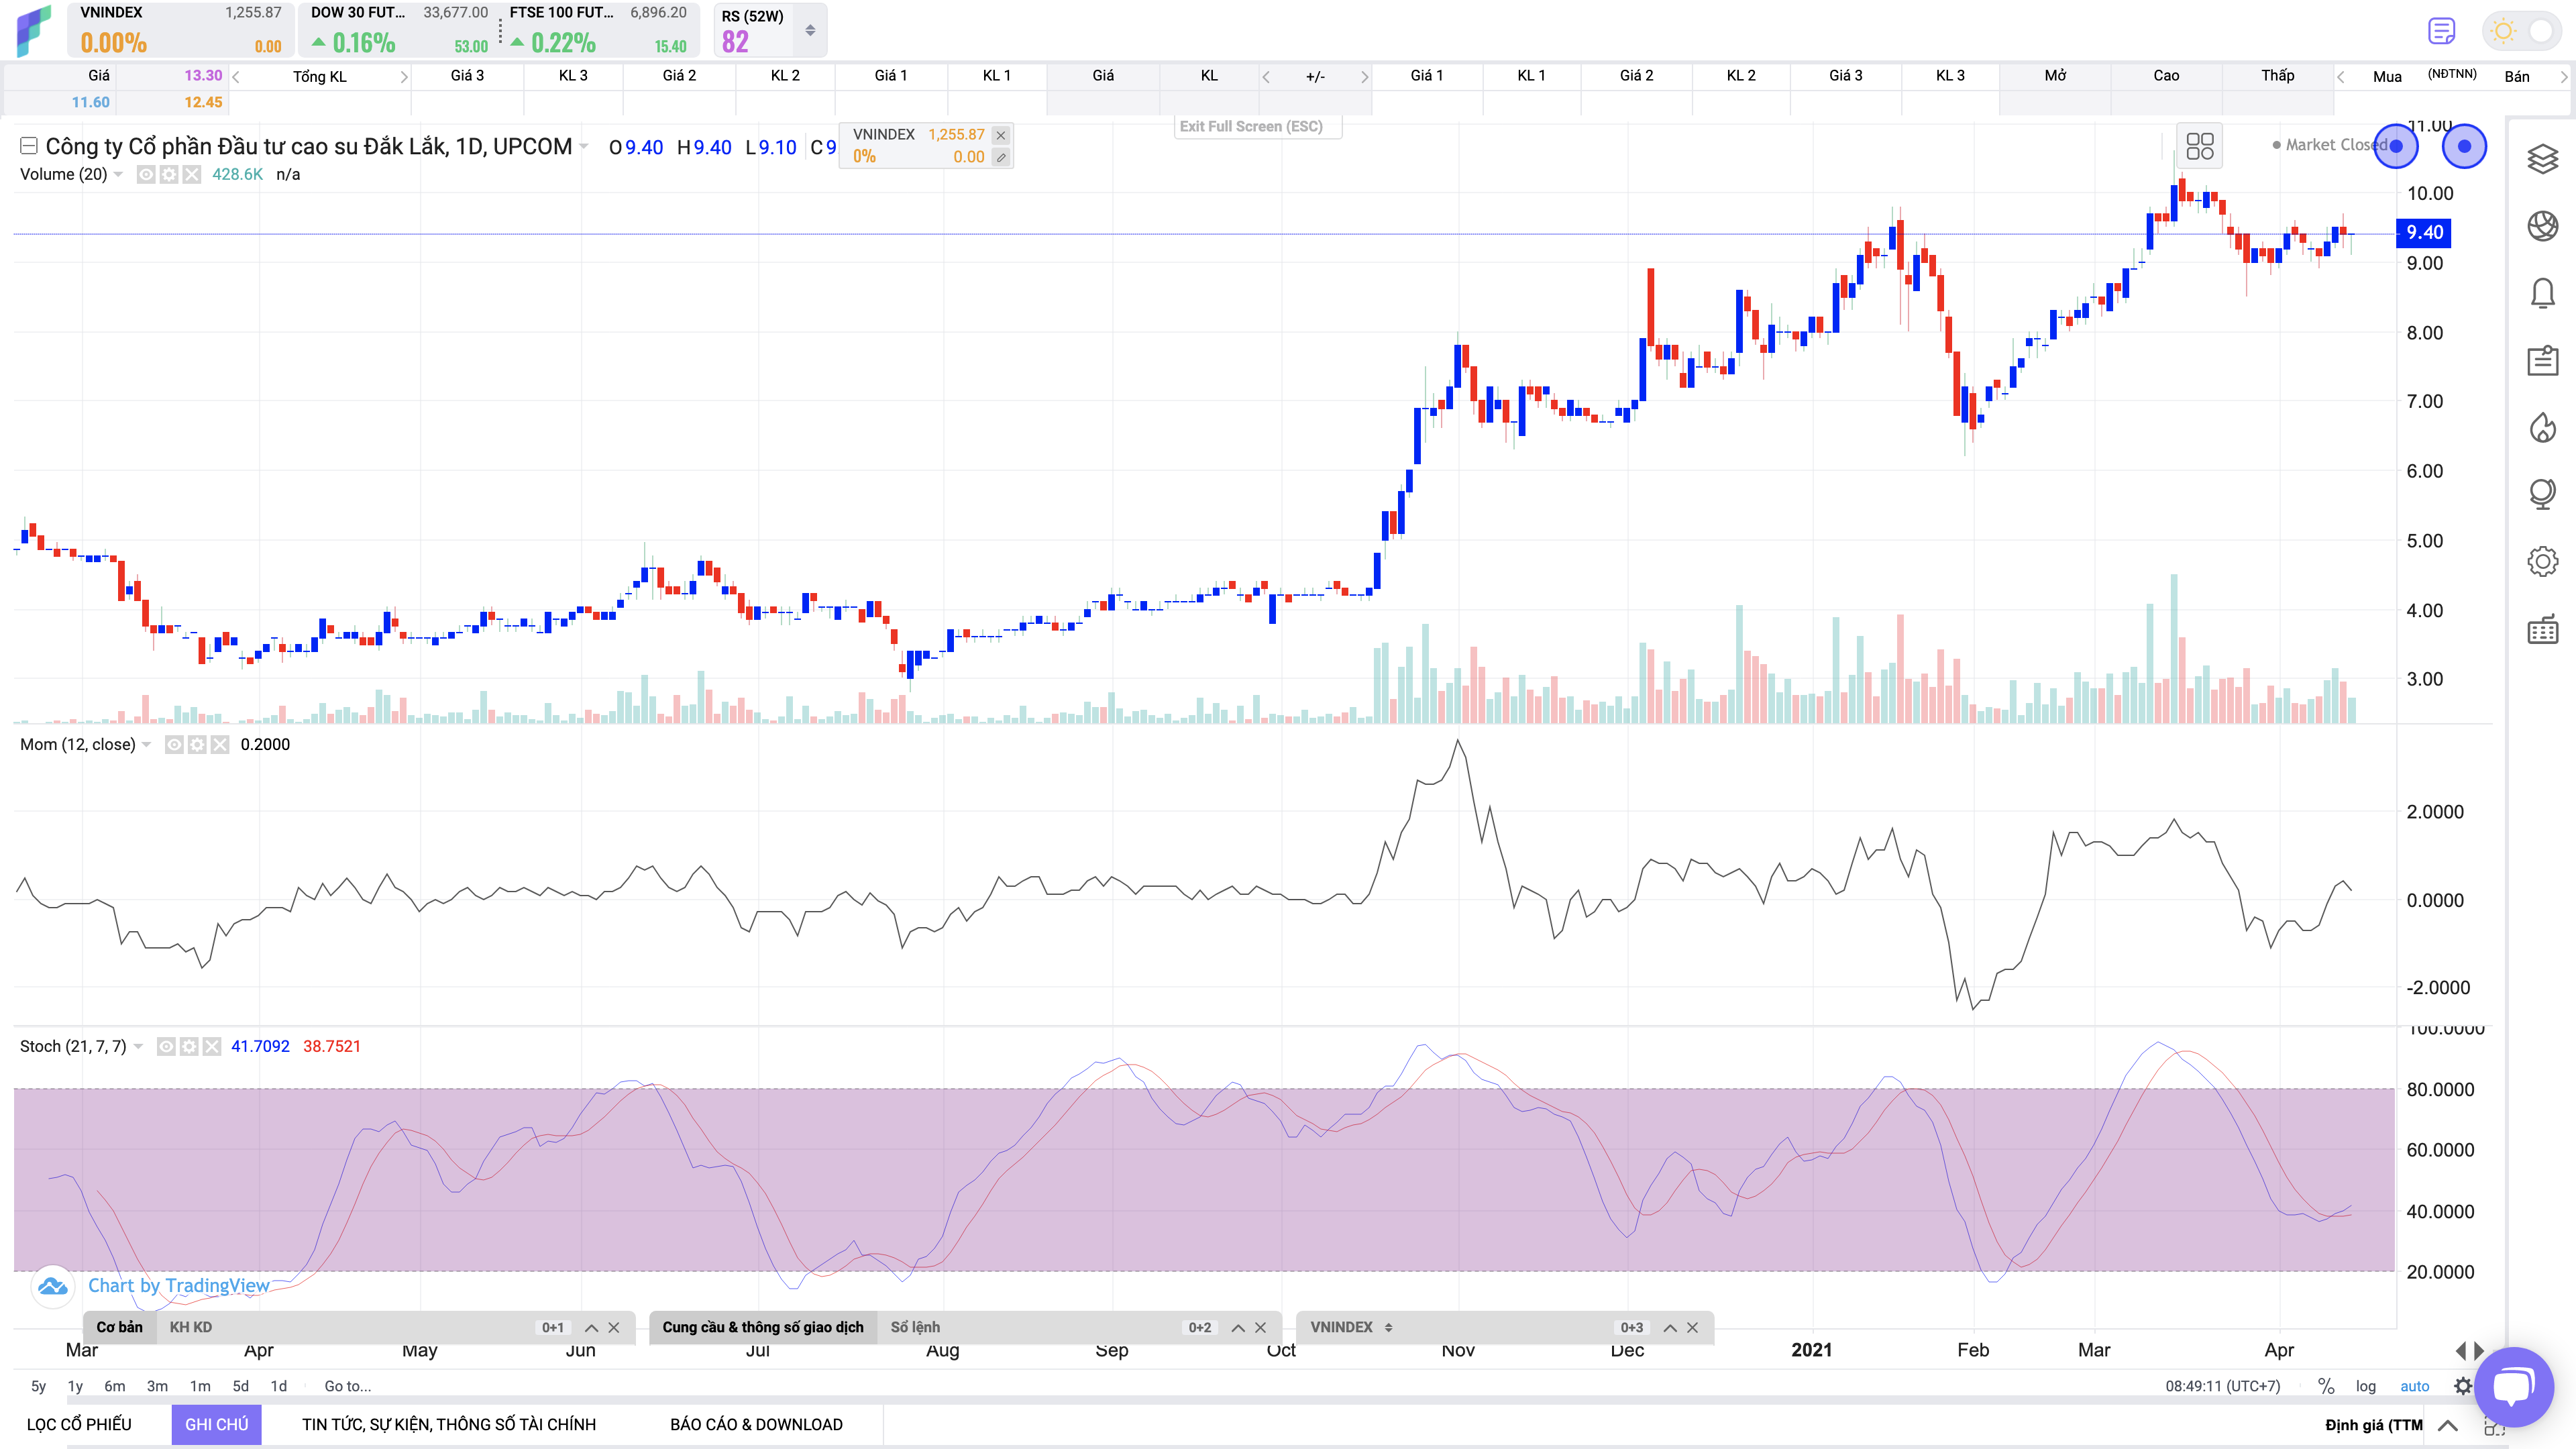 VNINDEX 1,255.87
0.00% 0.00
DOW 30 FUT... 33,677.00
0.16% 53.00
FTSE 100 FUT... 6,896.20
0.22% 15.40
RS (52W)
82
Giá 13.30 Tổng KL Giá 3 KL 3 Giá 2 KL 2 Giá 1 KL 1 Giá KL +/- Giá 1 KL 1 Giá 2 KL 2 Giá 3 KL 3 Mở Cao Thấp Mua (NĐTNN) Bán
11.60 12.45
Exit Full Screen (ESC)
Công ty Cổ phần Đầu tư cao su Đắk Lắk, 1D, UPCOM O9.40 H9.40 L9.10 C9
VNINDEX 1,255.87
0% 0.00
Market Closed
Volume (20) 428.6K n/a
11.00
10.00
9.40
9.00
8.00
7.00
6.00
5.00
4.00
3.00
Mom (12, close) 0.2000
2.0000
0.0000
-2.0000
Stoch (21, 7, 7) 41.7092 38.7521
100.0000
80.0000
60.0000
40.0000
20.0000
Chart by TradingView
Cơ bản KH KD 0+1
Cung cầu & thông số giao dịch Sổ lệnh 0+2
VNINDEX 0+3
Mar Apr May Jun Jul Aug Sep Oct Nov Dec 2021 Feb Mar Apr
5y 1y 6m 3m 1m 5d 1d Go to... 08:49:11 (UTC+7) % log auto
LỌC CỔ PHIẾU GHI CHÚ TIN TỨC, SỰ KIỆN, THÔNG SỐ TÀI CHÍNH BÁO CÁO & DOWNLOAD Định giá (TTM